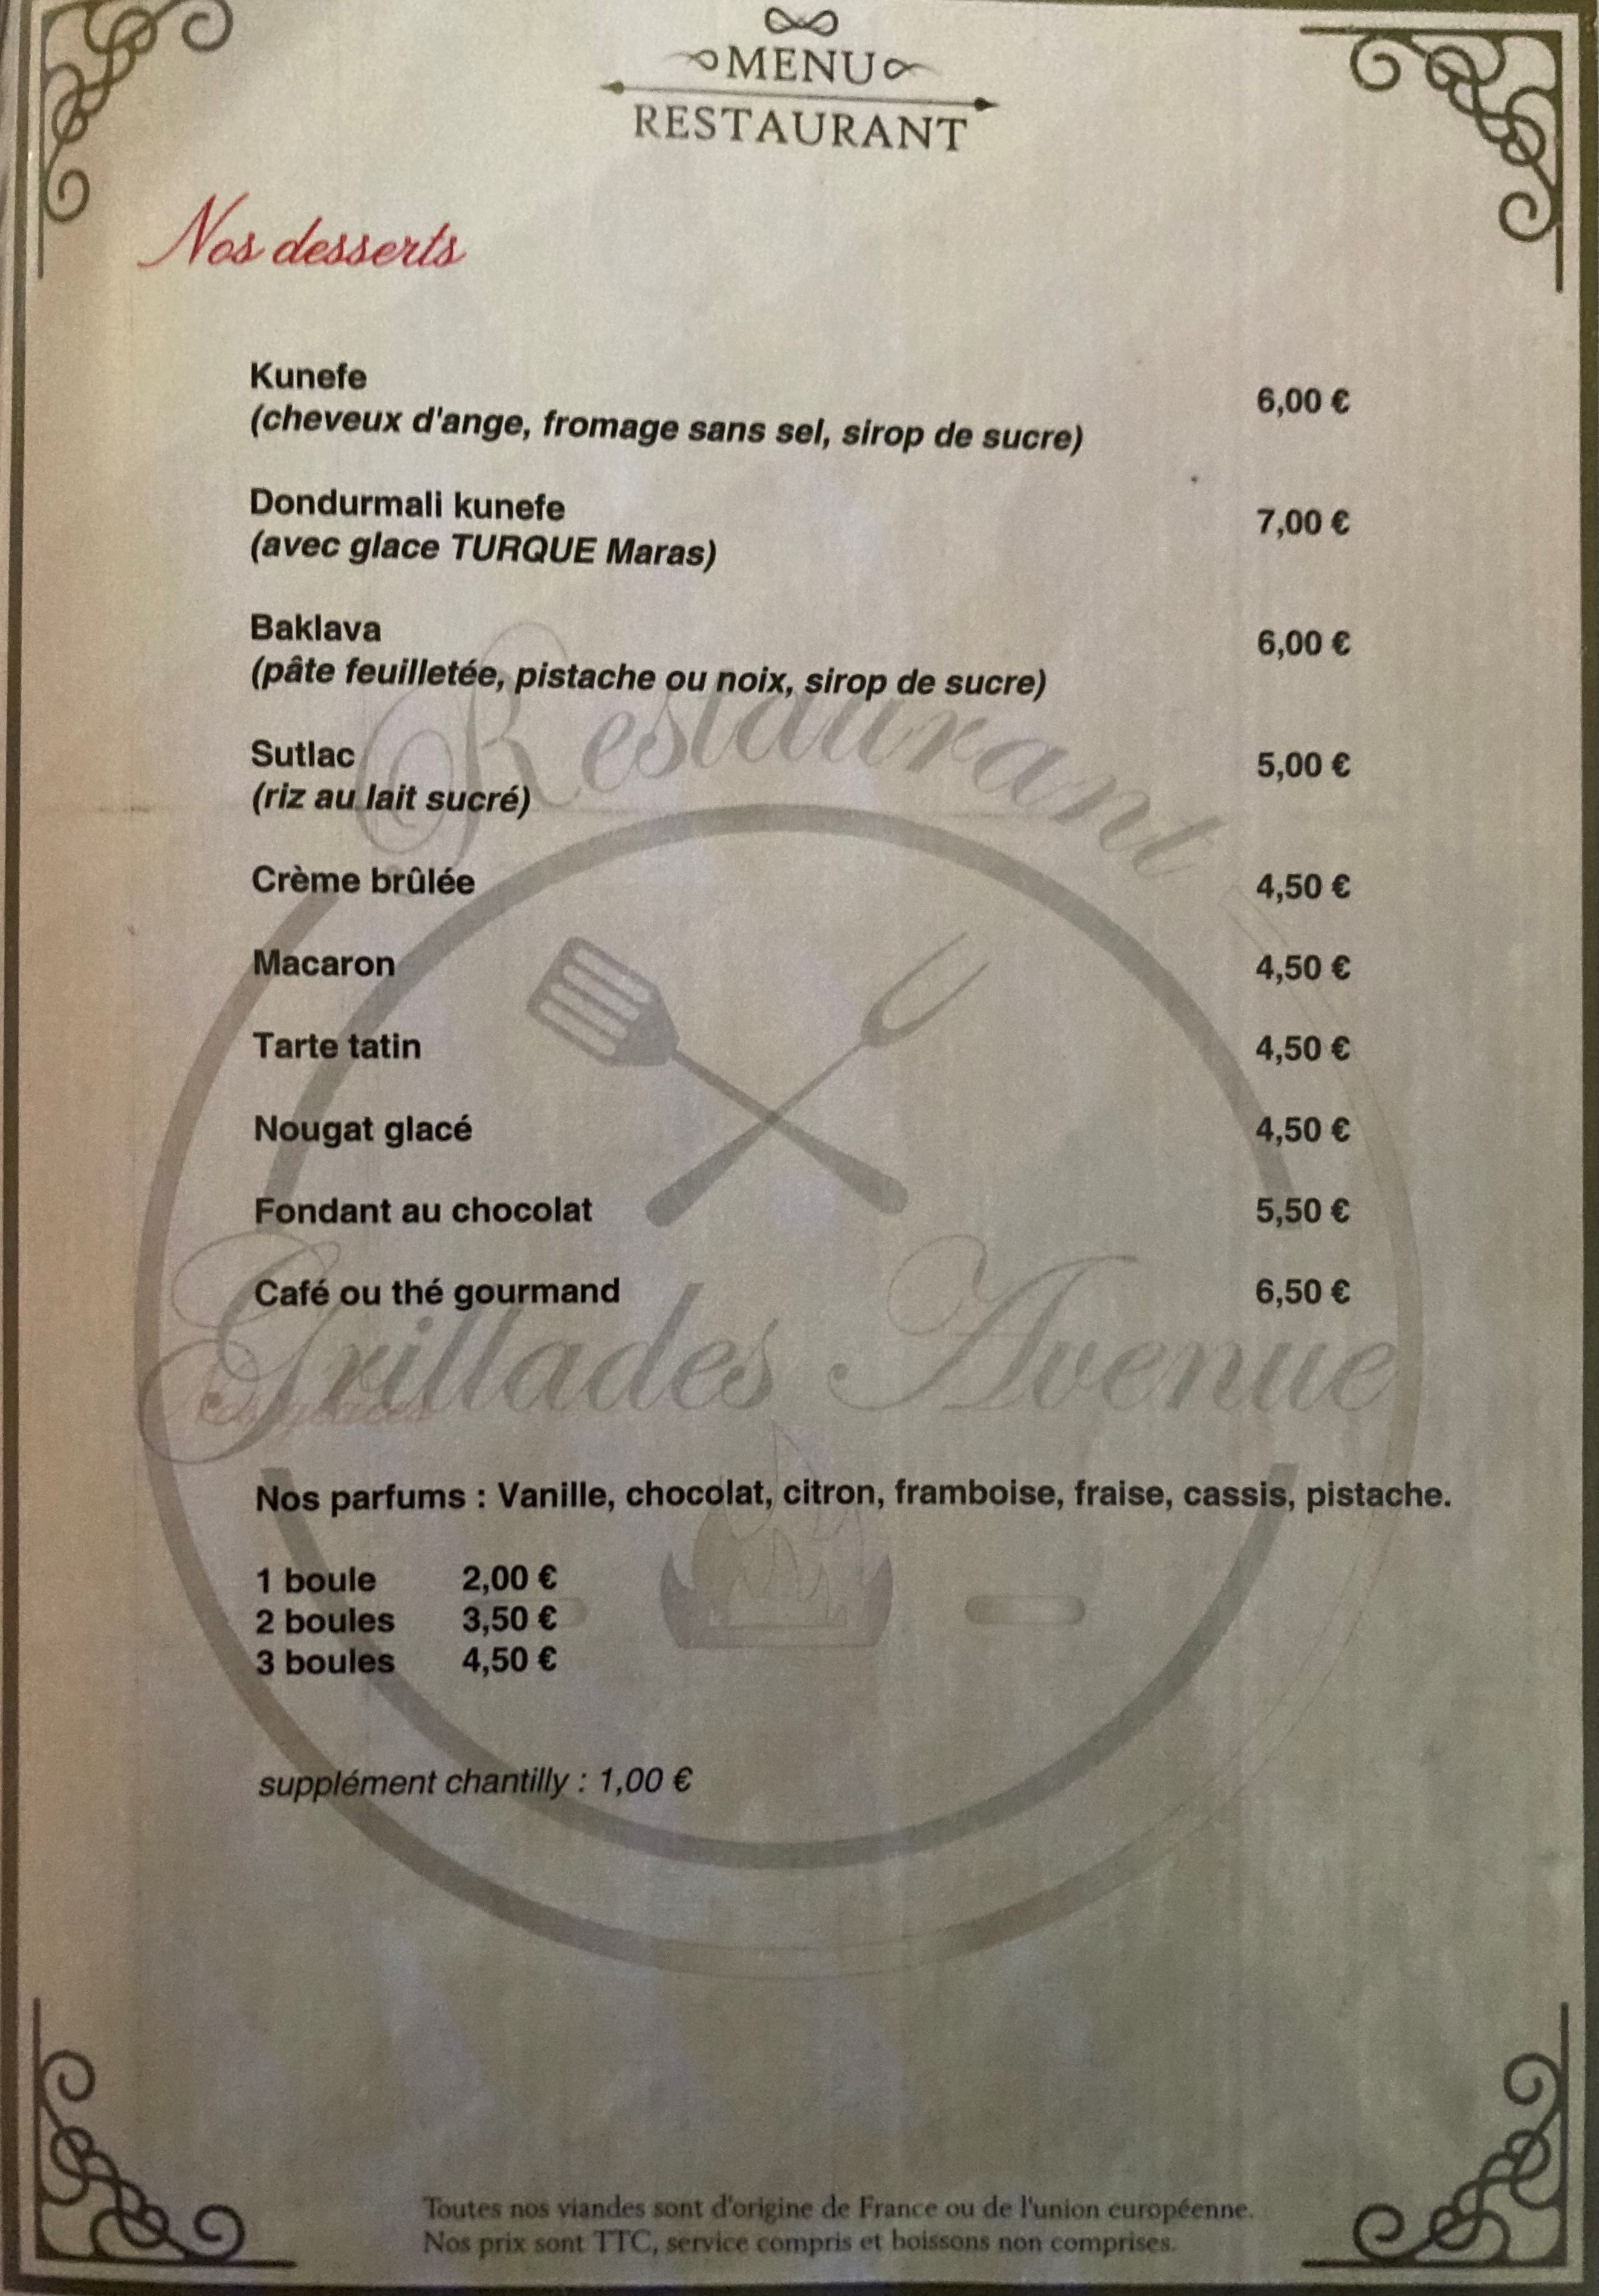 MENU
RESTAURANT
Nos desserts
Kunefe
(cheveux d'ange, fromage sans sel, sirop de sucre)
6,00 €
Dondurmali kunefe
(avec glace TURQUE Maras)
7,00 €
Baklava
(pâte feuilletée, pistache ou noix, sirop de sucre)
6,00 €
Restaurant
Sutlac
(riz au lait sucré)
5,00 €
Crème brûlée 4,50 €
Macaron 4,50 €
Tarte tatin 4,50 €
Nougat glacé 4,50 €
Fondant au chocolat 5,50 €
Café ou thé gourmand 6,50 €
Grillades Avenue
Nos parfums : Vanille, chocolat, citron, framboise, fraise, cassis, pistache.
1 boule 2,00 €
2 boules 3,50 €
3 boules 4,50 €
supplément chantilly : 1,00 €
Toutes nos viandes sont d'origine de France ou de l'union européenne.
Nos prix sont TTC, service compris et boissons non comprises.